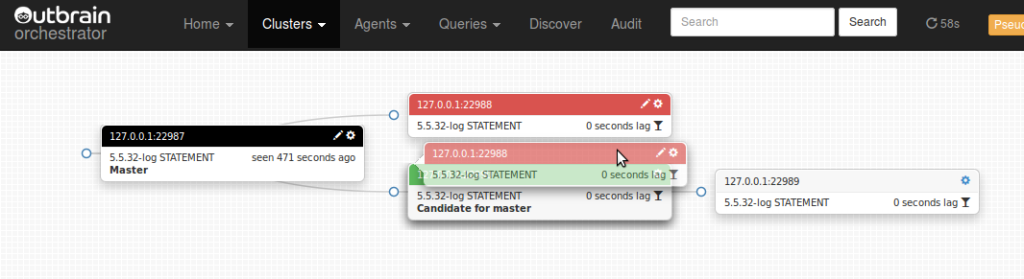 Outbrain
orchestrator
Home Clusters Agents Queries Discover Audit Search Search 58s Pseu
127.0.0.1:22987
5.5.32-log STATEMENT seen 471 seconds ago
Master
127.0.0.1:22988
5.5.32-log STATEMENT 0 seconds lag
127.0.0.1:22988
5.5.32-log STATEMENT 0 seconds lag
5.5.32-log STATEMENT 0 seconds lag
Candidate for master
127.0.0.1:22989
5.5.32-log STATEMENT 0 seconds lag